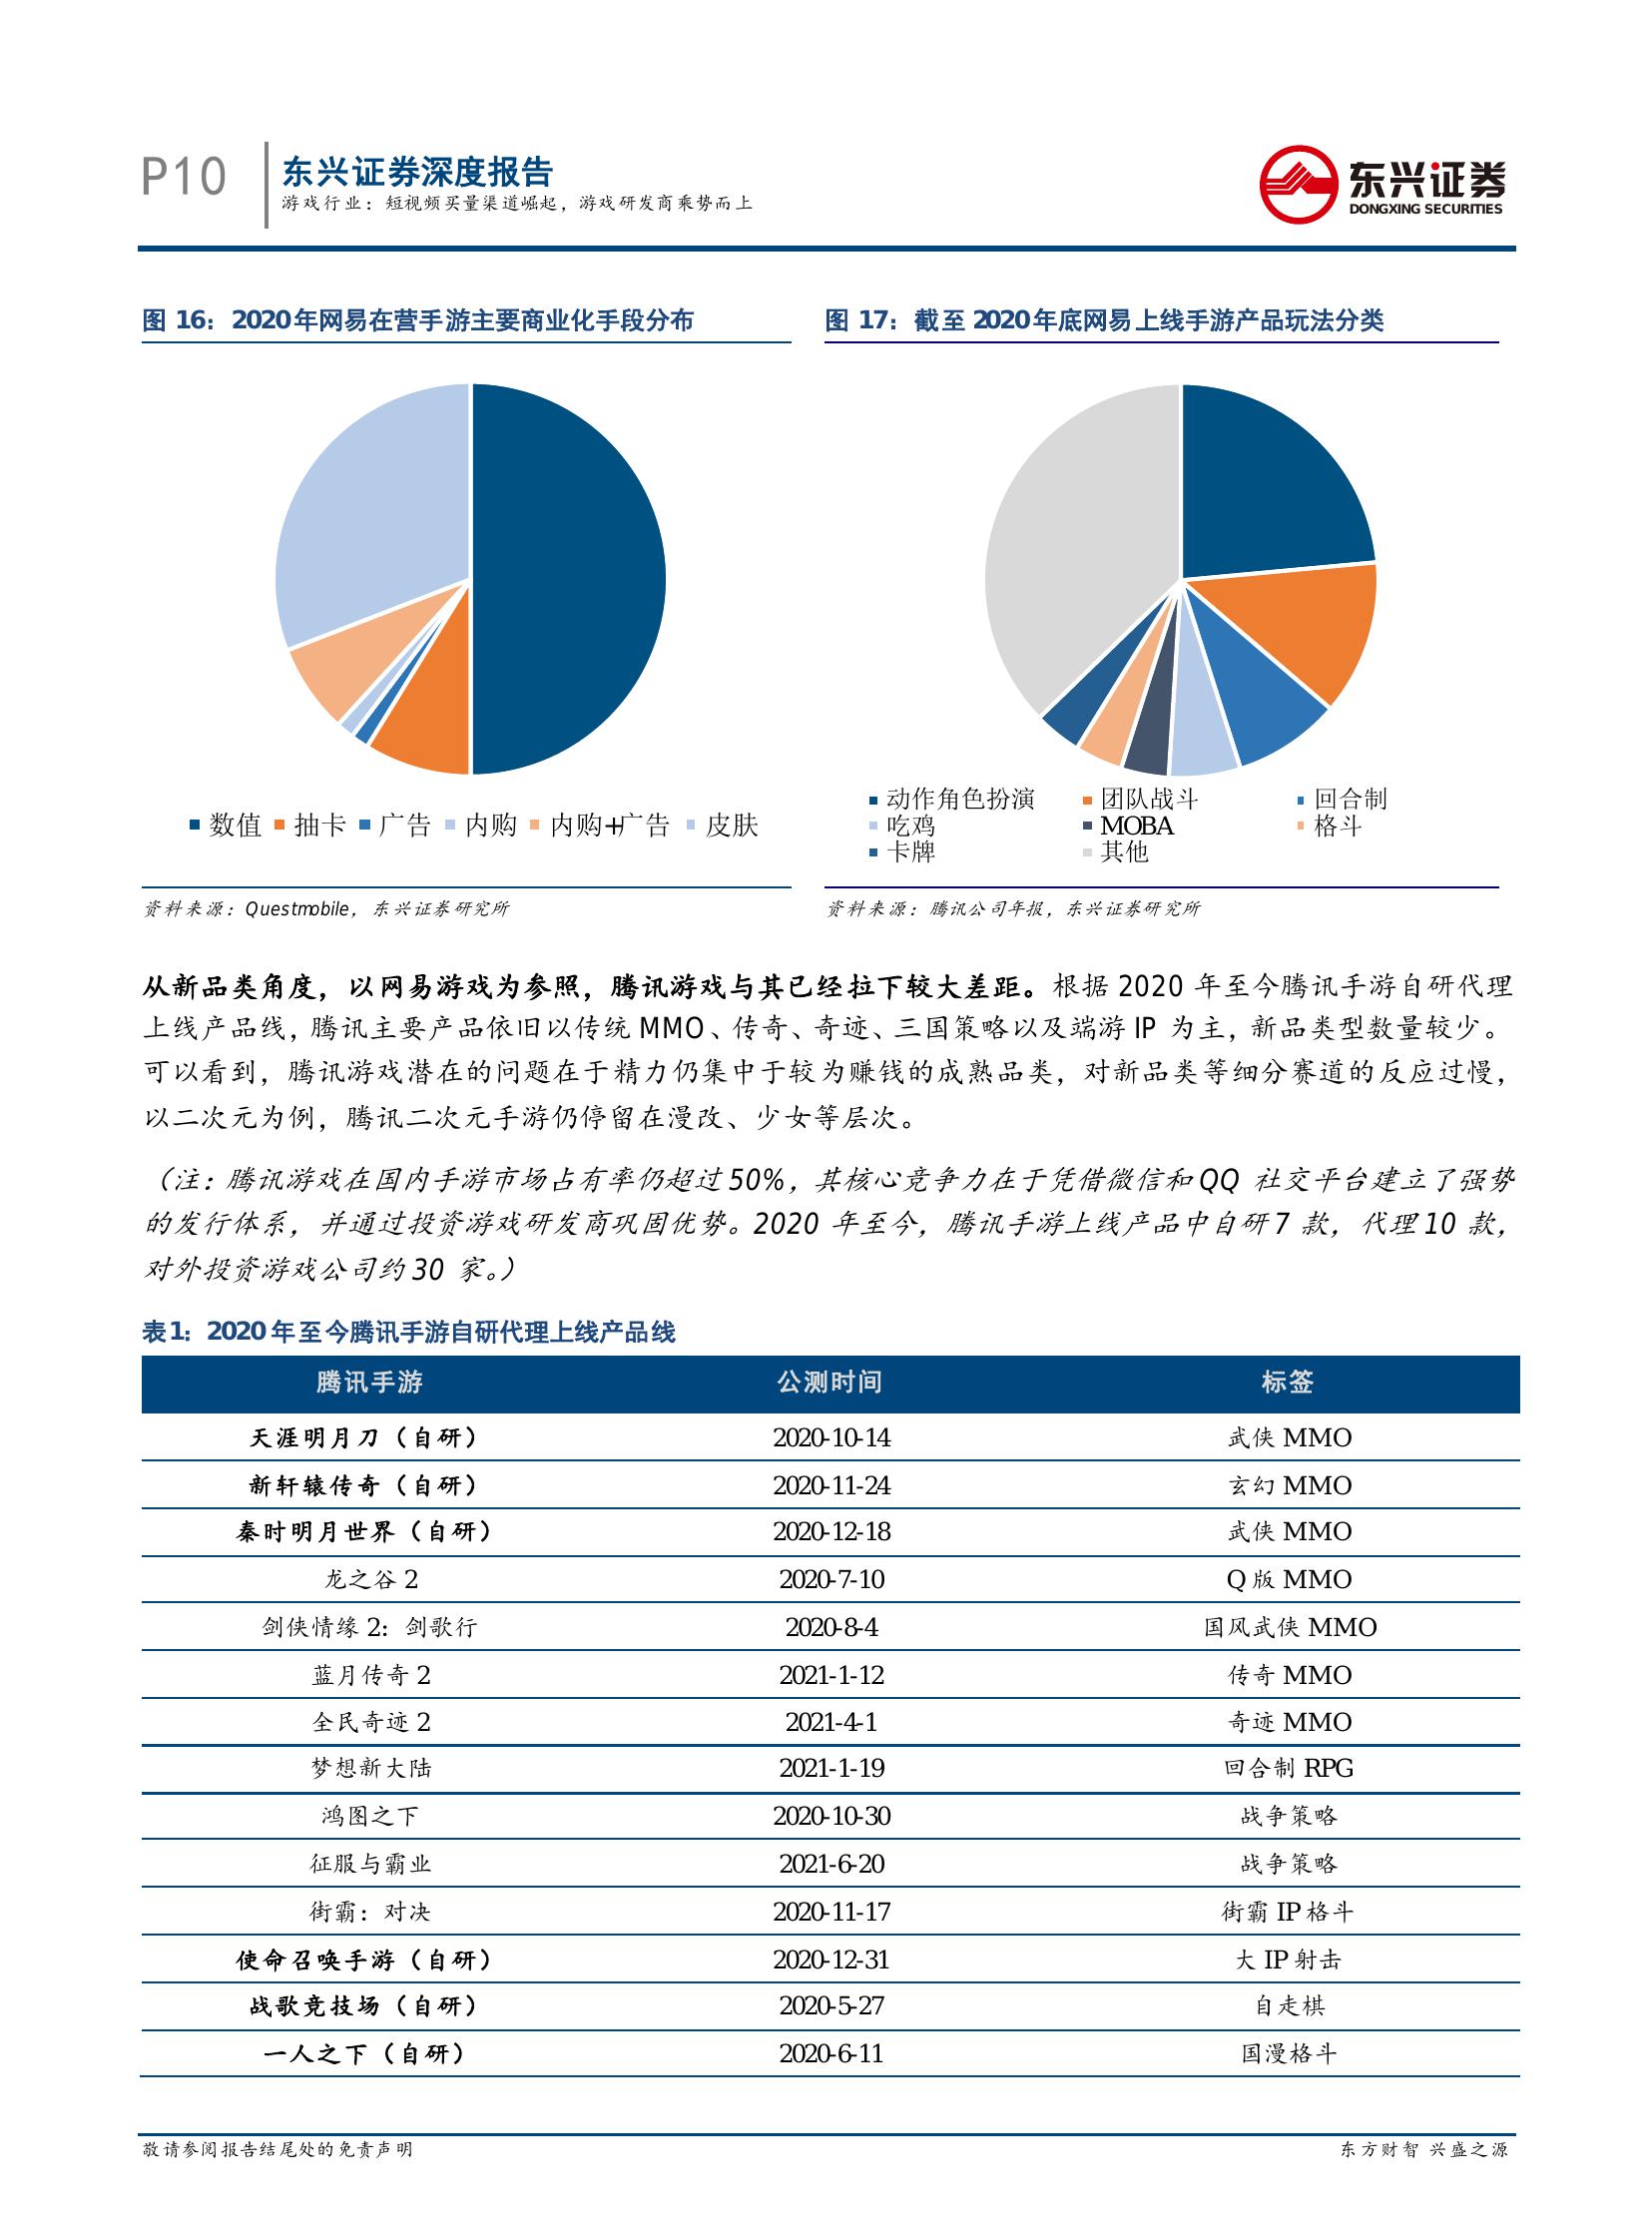 P10
东兴证券深度报告
游戏行业：短视频买量渠道崛起，游戏研发商乘势而上
东兴证券
DONGXING SECURITIES
图 16：2020年网易在营手游主要商业化手段分布
数值 抽卡 广告 内购 内购+广告 皮肤
资料来源：Questmobile，东兴证券研究所
图 17：截至 2020年底网易上线手游产品玩法分类
动作角色扮演 团队战斗 回合制
吃鸡 MOBA 格斗
卡牌 其他
资料来源：腾讯公司年报，东兴证券研究所
从新品类角度，以网易游戏为参照，腾讯游戏与其已经拉下较大差距。根据 2020 年至今腾讯手游自研代理
上线产品线，腾讯主要产品依旧以传统 MMO、传奇、奇迹、三国策略以及端游 IP 为主，新品类型数量较少。
可以看到，腾讯游戏潜在的问题在于精力仍集中于较为赚钱的成熟品类，对新品类等细分赛道的反应过慢，
以二次元为例，腾讯二次元手游仍停留在漫改、少女等层次。
（注：腾讯游戏在国内手游市场占有率仍超过 50%，其核心竞争力在于凭借微信和 QQ 社交平台建立了强势
的发行体系，并通过投资游戏研发商巩固优势。2020 年至今，腾讯手游上线产品中自研 7 款，代理 10 款，
对外投资游戏公司约 30 家。）
表1：2020 年至今腾讯手游自研代理上线产品线
腾讯手游 公测时间 标签
天涯明月刀（自研） 2020-10-14 武侠 MMO
新轩辕传奇（自研） 2020-11-24 玄幻 MMO
秦时明月世界（自研） 2020-12-18 武侠 MMO
龙之谷 2 2020-7-10 Q 版 MMO
剑侠情缘 2：剑歌行 2020-8-4 国风武侠 MMO
蓝月传奇 2 2021-1-12 传奇 MMO
全民奇迹 2 2021-4-1 奇迹 MMO
梦想新大陆 2021-1-19 回合制 RPG
鸿图之下 2020-10-30 战争策略
征服与霸业 2021-6-20 战争策略
街霸：对决 2020-11-17 街霸 IP 格斗
使命召唤手游（自研） 2020-12-31 大 IP 射击
战歌竞技场（自研） 2020-5-27 自走棋
一人之下（自研） 2020-6-11 国漫格斗
敬请参阅报告结尾处的免责声明 东方财智 兴盛之源